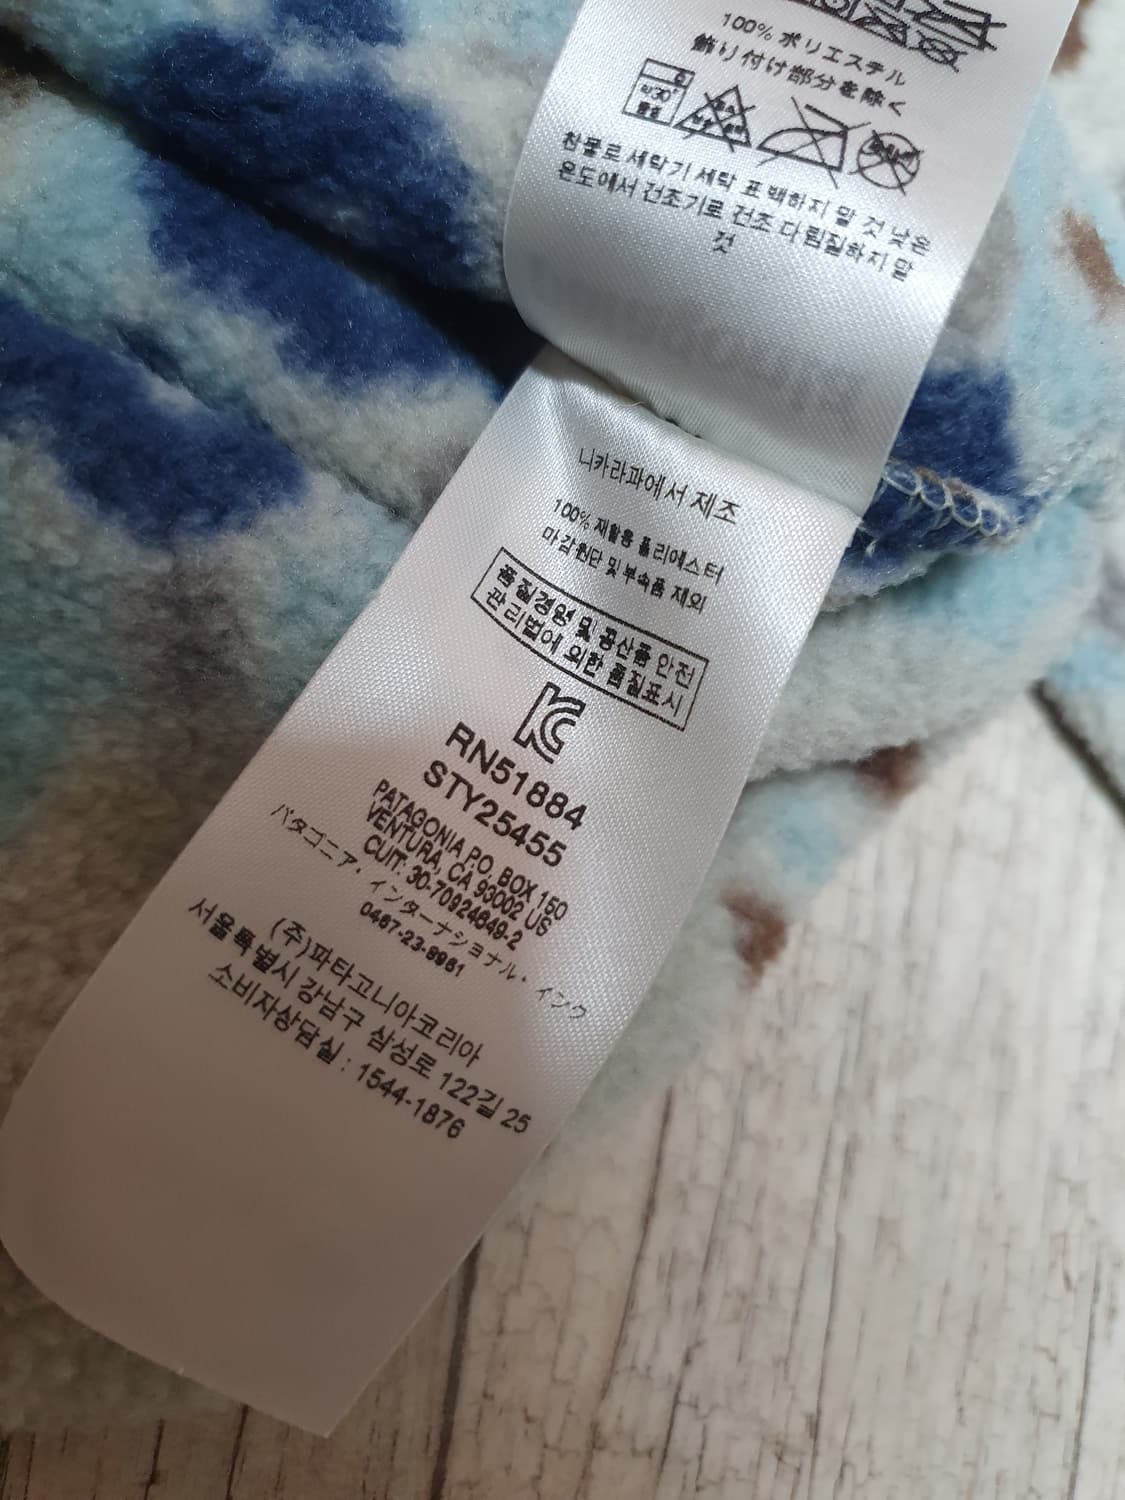 100% ポリエステル
飾り付け部分を除く
찬물로 세탁기 세탁 표백하지 말 것 낮은
온도에서 건조기로 건조 다림질하지 말
것
니카라과에서 제조
100% 재활용 폴리에스터
마감원단 및 부속품 제외
품질경영 및 공산품 안전
관리법에 의한 품질표시
RN51884
STY25455
PATAGONIA P.O. BOX 150
VENTURA, CA 93002 US
CUIT: 30-70924649-2
パタゴニア・インターナショナル・インク
0467-23-8961
(주)파타고니아코리아
서울특별시 강남구 삼성로 122길 25
소비자상담실 : 1544-1876